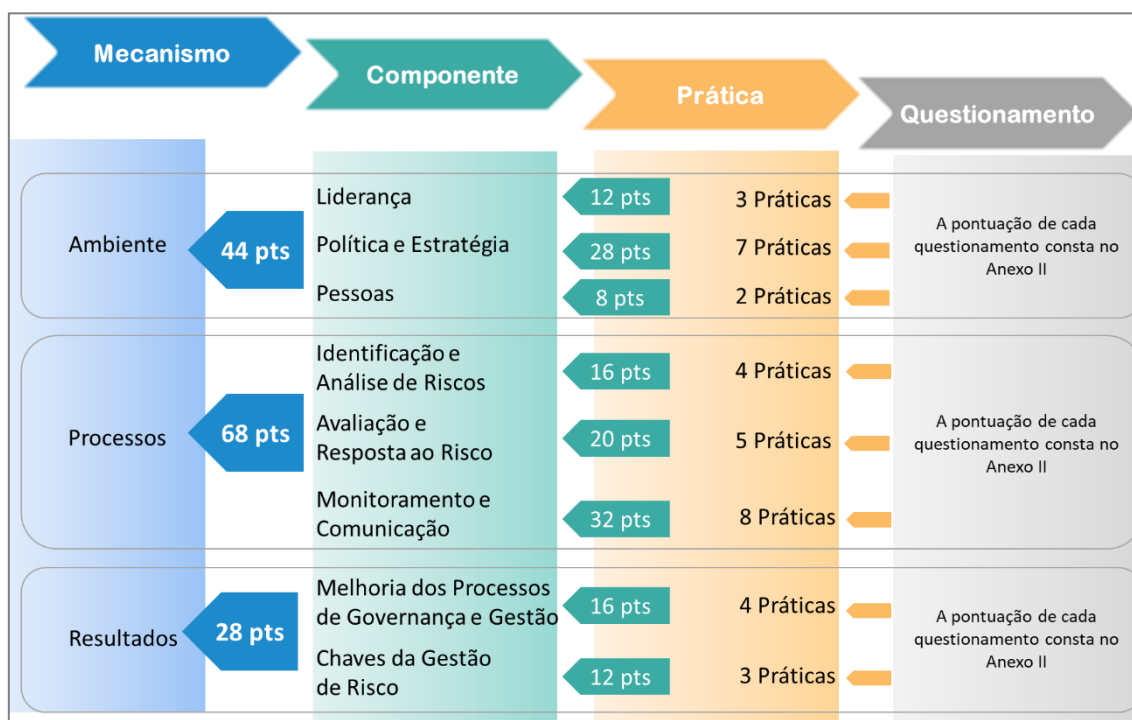 Mecanismo
Componente
Prática
Questionamento
Ambiente
44 pts
Liderança
12 pts
3 Práticas
Política e Estratégia
28 pts
7 Práticas
Pessoas
8 pts
2 Práticas
A pontuação de cada
questionamento consta no
Anexo II
Processos
68 pts
Identificação e
Análise de Riscos
16 pts
4 Práticas
Avaliação e
Resposta ao Risco
20 pts
5 Práticas
Monitoramento e
Comunicação
32 pts
8 Práticas
A pontuação de cada
questionamento consta no
Anexo II
Resultados
28 pts
Melhoria dos Processos
de Governança e Gestão
16 pts
4 Práticas
Chaves da Gestão
de Risco
12 pts
3 Práticas
A pontuação de cada
questionamento consta no
Anexo II